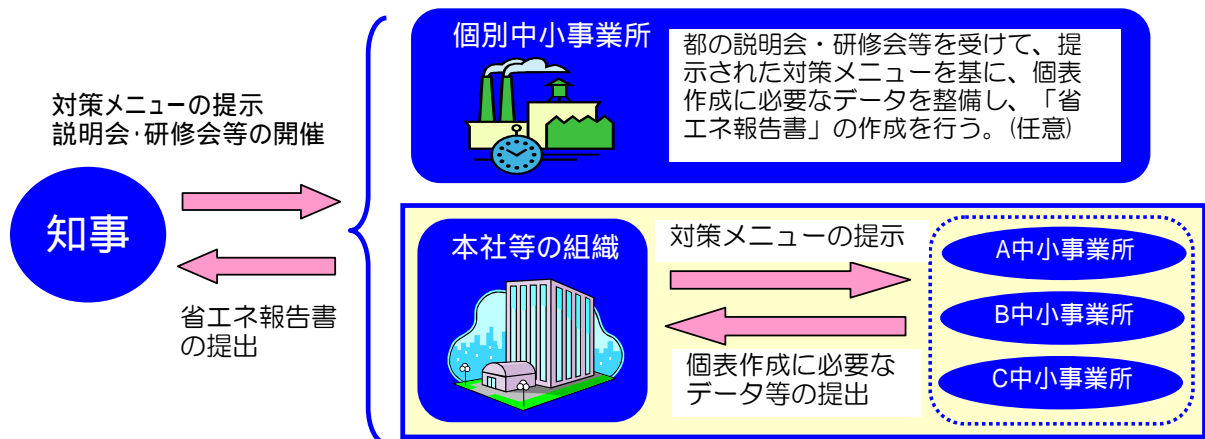 対策メニューの提示
説明会・研修会等の開催
知事
省エネ報告書
の提出
個別中小事業所
都の説明会・研修会等を受けて、提
示された対策メニューを基に、個表
作成に必要なデータを整備し、「省
エネ報告書」の作成を行う。(任意)
本社等の組織
対策メニューの提示
個表作成に必要な
データ等の提出
A中小事業所
B中小事業所
C中小事業所